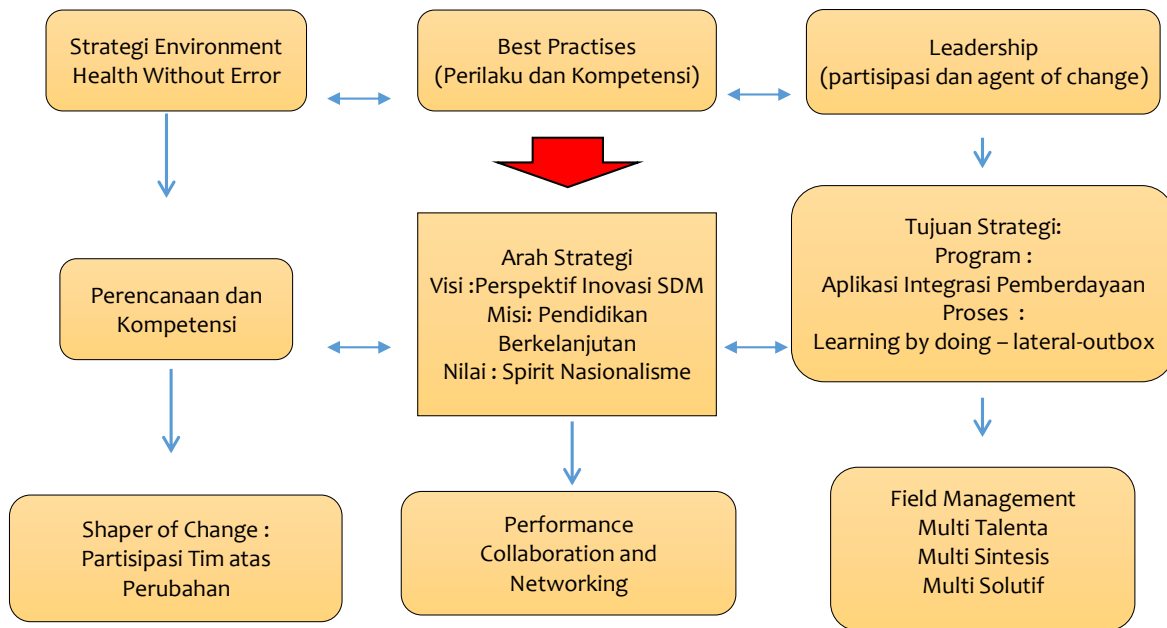 Strategi Environment
Health Without Error
Best Practises
(Perilaku dan Kompetensi)
Leadership
(partisipasi dan agent of change)
Perencanaan dan
Kompetensi
Arah Strategi
Visi :Perspektif Inovasi SDM
Misi: Pendidikan
Berkelanjutan
Nilai : Spirit Nasionalisme
Tujuan Strategi:
Program :
Aplikasi Integrasi Pemberdayaan
Proses :
Learning by doing – lateral-outbox
Shaper of Change :
Partisipasi Tim atas
Perubahan
Performance
Collaboration and
Networking
Field Management
Multi Talenta
Multi Sintesis
Multi Solutif